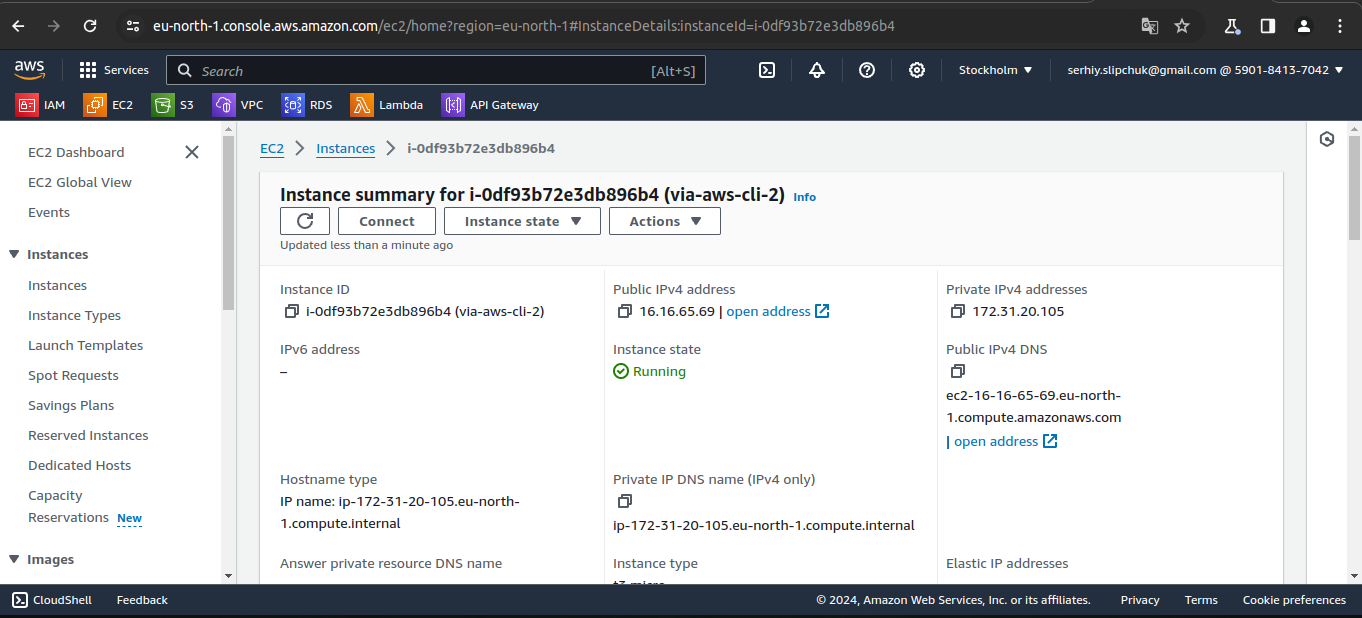 eu-north-1.console.aws.amazon.com/ec2/home?region=eu-north-1#InstanceDetails:instanceId=i-0df93b72e3db896b4
aws Services Search [Alt+S] Stockholm serhiy.slipchuk@gmail.com @ 5901-8413-7042
IAM EC2 S3 VPC RDS Lambda API Gateway
EC2 Dashboard
EC2 Global View
Events
Instances
Instances
Instance Types
Launch Templates
Spot Requests
Savings Plans
Reserved Instances
Dedicated Hosts
Capacity
Reservations New
Images
EC2 Instances i-0df93b72e3db896b4
Instance summary for i-0df93b72e3db896b4 (via-aws-cli-2) Info
Connect Instance state Actions
Updated less than a minute ago
Instance ID
i-0df93b72e3db896b4 (via-aws-cli-2)
Public IPv4 address
16.16.65.69 | open address
Private IPv4 addresses
172.31.20.105
IPv6 address
–
Instance state
Running
Public IPv4 DNS
ec2-16-16-65-69.eu-north-
1.compute.amazonaws.com
| open address
Hostname type
IP name: ip-172-31-20-105.eu-north-
1.compute.internal
Private IP DNS name (IPv4 only)
ip-172-31-20-105.eu-north-1.compute.internal
Answer private resource DNS name
Instance type
t3.micro
Elastic IP addresses
CloudShell Feedback © 2024, Amazon Web Services, Inc. or its affiliates. Privacy Terms Cookie preferences